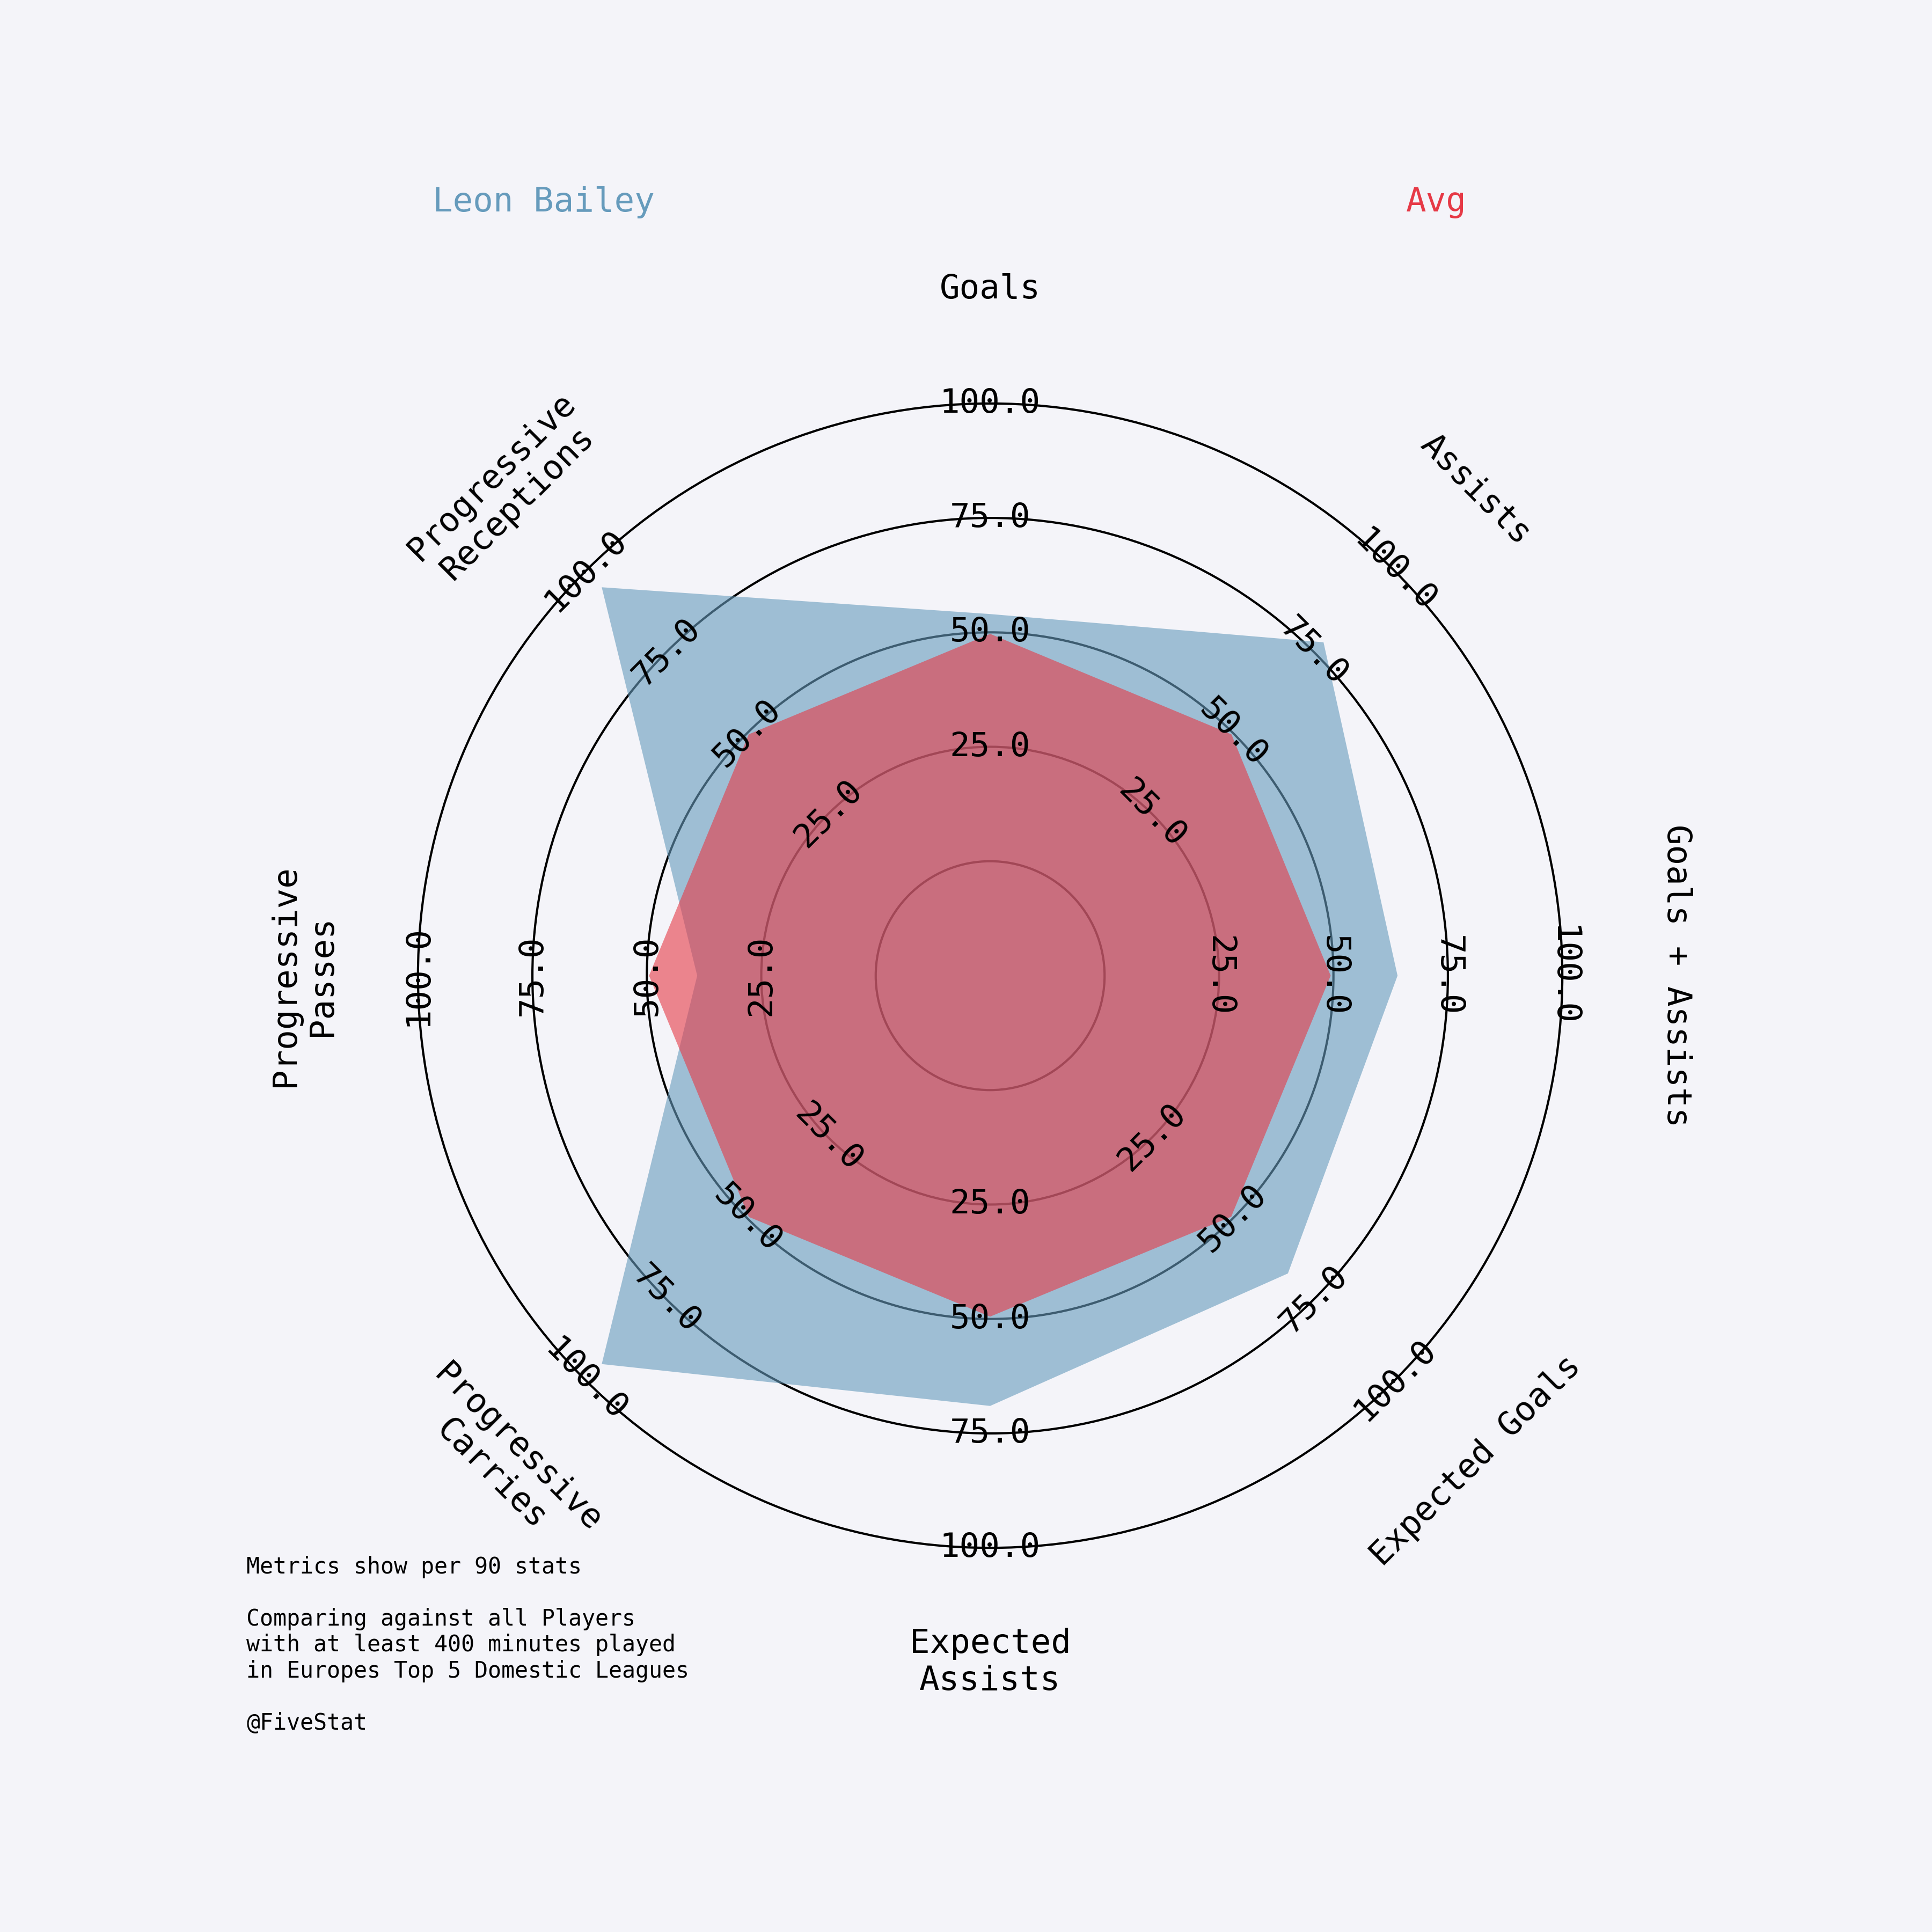 Leon Bailey
Avg
Goals
Assists
Goals + Assists
Expected Goals
Expected
Assists
Progressive
Carries
Progressive
Passes
Progressive
Receptions
25.0
50.0
75.0
100.0
25.0
50.0
75.0
100.0
25.0
50.0
75.0
100.0
25.0
50.0
75.0
100.0
25.0
50.0
75.0
100.0
25.0
50.0
75.0
100.0
25.0
50.0
75.0
100.0
25.0
50.0
75.0
100.0
Metrics show per 90 stats
Comparing against all Players
with at least 400 minutes played
in Europes Top 5 Domestic Leagues
@FiveStat